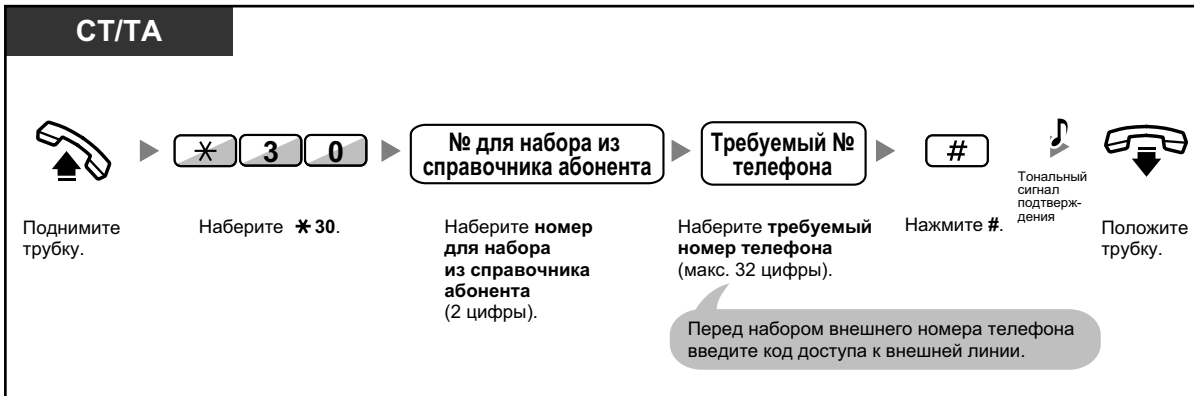 СТ/ТА
✳ 3 0
№ для набора из
справочника абонента
Требуемый №
телефона
#
Поднимите
трубку.
Наберите ✳ 30.
Наберите номер
для набора
из справочника
абонента
(2 цифры).
Наберите требуемый
номер телефона
(макс. 32 цифры).
Нажмите #.
Тональный
сигнал
подтверж-
дения
Положите
трубку.
Перед набором внешнего номера телефона
введите код доступа к внешней линии.